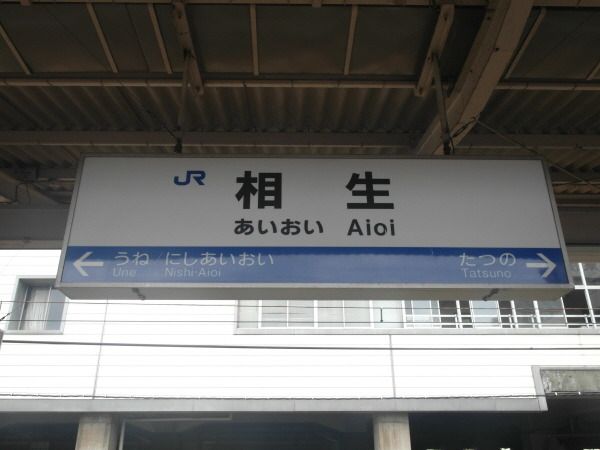 JR 相生
あいおい Aioi
← うね にしあいおい たつの →
Une Nishi-Aioi Tatsuno